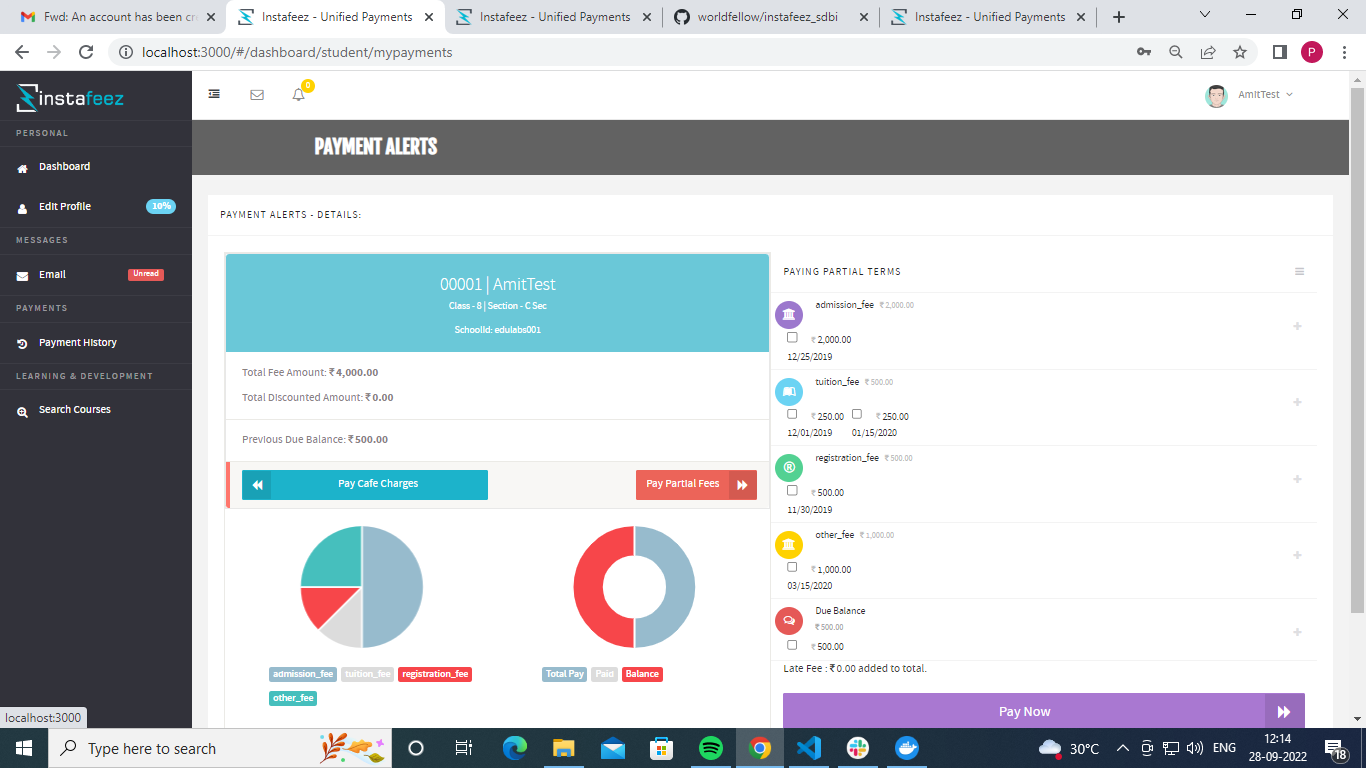 Fwd: An account has been cr
Instafeez - Unified Payments
Instafeez - Unified Payments
worldfellow/instafeez_sdbi
Instafeez - Unified Payments
localhost:3000/#/dashboard/student/mypayments
P
instafeez
0
AmitTest
PERSONAL
PAYMENT ALERTS
Dashboard
Edit Profile
10%
MESSAGES
Email
Unread
PAYMENTS
Payment History
LEARNING & DEVELOPMENT
Search Courses
PAYMENT ALERTS - DETAILS:
00001 | AmitTest
Class - 8 | Section - C Sec
SchoolId: edulabs001
Total Fee Amount: ₹ 4,000.00
Total Discounted Amount: ₹ 0.00
Previous Due Balance: ₹ 500.00
Pay Cafe Charges
Pay Partial Fees
admission_fee
tuition_fee
registration_fee
other_fee
Total Pay
Paid
Balance
PAYING PARTIAL TERMS
admission_fee ₹ 2,000.00
₹ 2,000.00
12/25/2019
tuition_fee ₹ 500.00
₹ 250.00 ₹ 250.00
12/01/2019 01/15/2020
registration_fee ₹ 500.00
₹ 500.00
11/30/2019
other_fee ₹ 1,000.00
₹ 1,000.00
03/15/2020
Due Balance
₹ 500.00
₹ 500.00
Late Fee : ₹ 0.00 added to total.
Pay Now
localhost:3000
Type here to search
30°C
ENG
12:14
28-09-2022
18